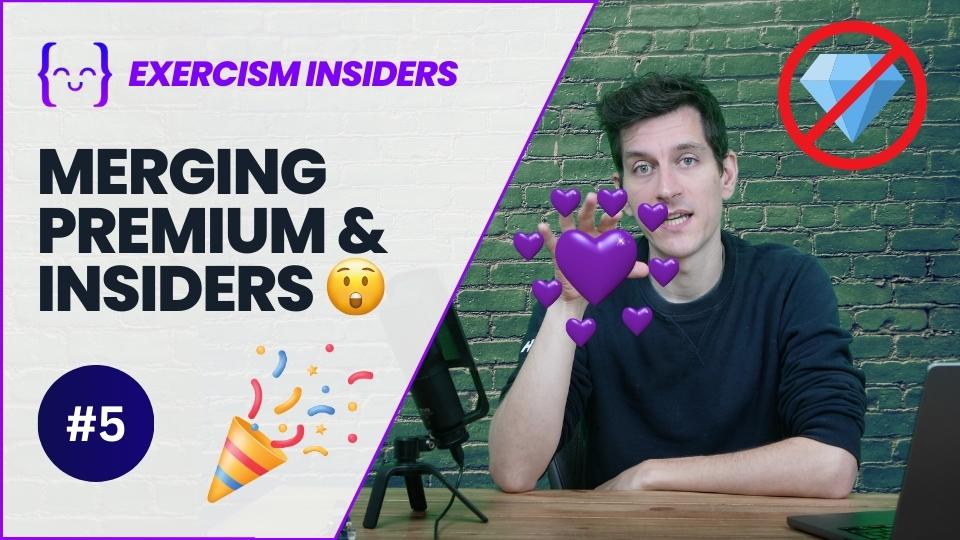 EXERCISM INSIDERS
MERGING
PREMIUM &
INSIDERS
#5